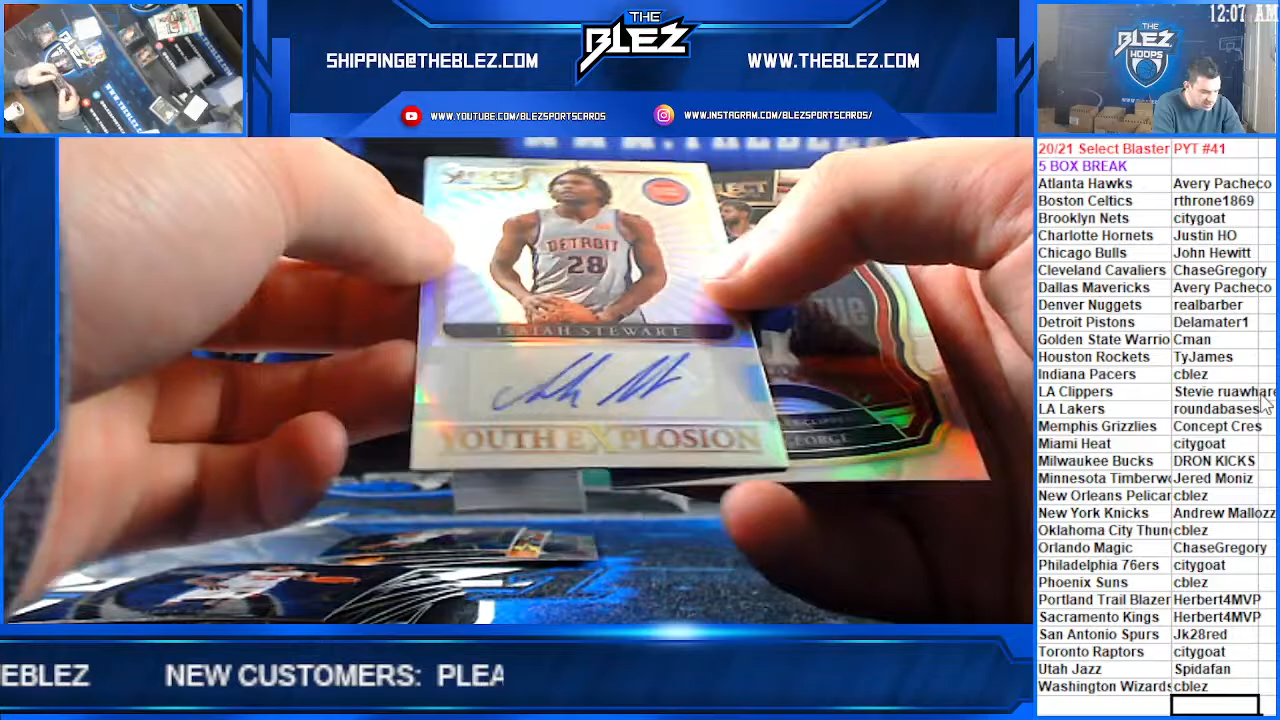 12:07 AM
THE
BLEZ
HOOPS
SHIPPING@THEBLEZ.COM
THE
BLEZ
WWW.THEBLEZ.COM
WWW.YOUTUBE.COM/BLEZSPORTSCARDS
WWW.INSTAGRAM.COM/BLEZSPORTSCARDS/
20/21 Select Blaster PYT #41
5 BOX BREAK
Atlanta Hawks Avery Pacheco
Boston Celtics rthrone1869
Brooklyn Nets citygoat
Charlotte Hornets Justin HO
Chicago Bulls John Hewitt
Cleveland Cavaliers ChaseGregory
Dallas Mavericks Avery Pacheco
Denver Nuggets realbarber
Detroit Pistons Delamater1
Golden State Warrio Cman
Houston Rockets TyJames
Indiana Pacers cblez
LA Clippers Stevie ruawhare
LA Lakers roundabases
Memphis Grizzlies Concept Cres
Miami Heat citygoat
Milwaukee Bucks DRON KICKS
Minnesota Timberwo Jered Moniz
New Orleans Pelican cblez
New York Knicks Andrew Mallozz
Oklahoma City Thun cblez
Orlando Magic ChaseGregory
Philadelphia 76ers citygoat
Phoenix Suns cblez
Portland Trail Blazer Herbert4MVP
Sacramento Kings Herbert4MVP
San Antonio Spurs Jk28red
Toronto Raptors citygoat
Utah Jazz Spidafan
Washington Wizards cblez
SELECT
DETROIT
28
ISAIAH STEWART
YOUTH EXPLOSION
GEORGE
EBLEZ NEW CUSTOMERS: PLEA